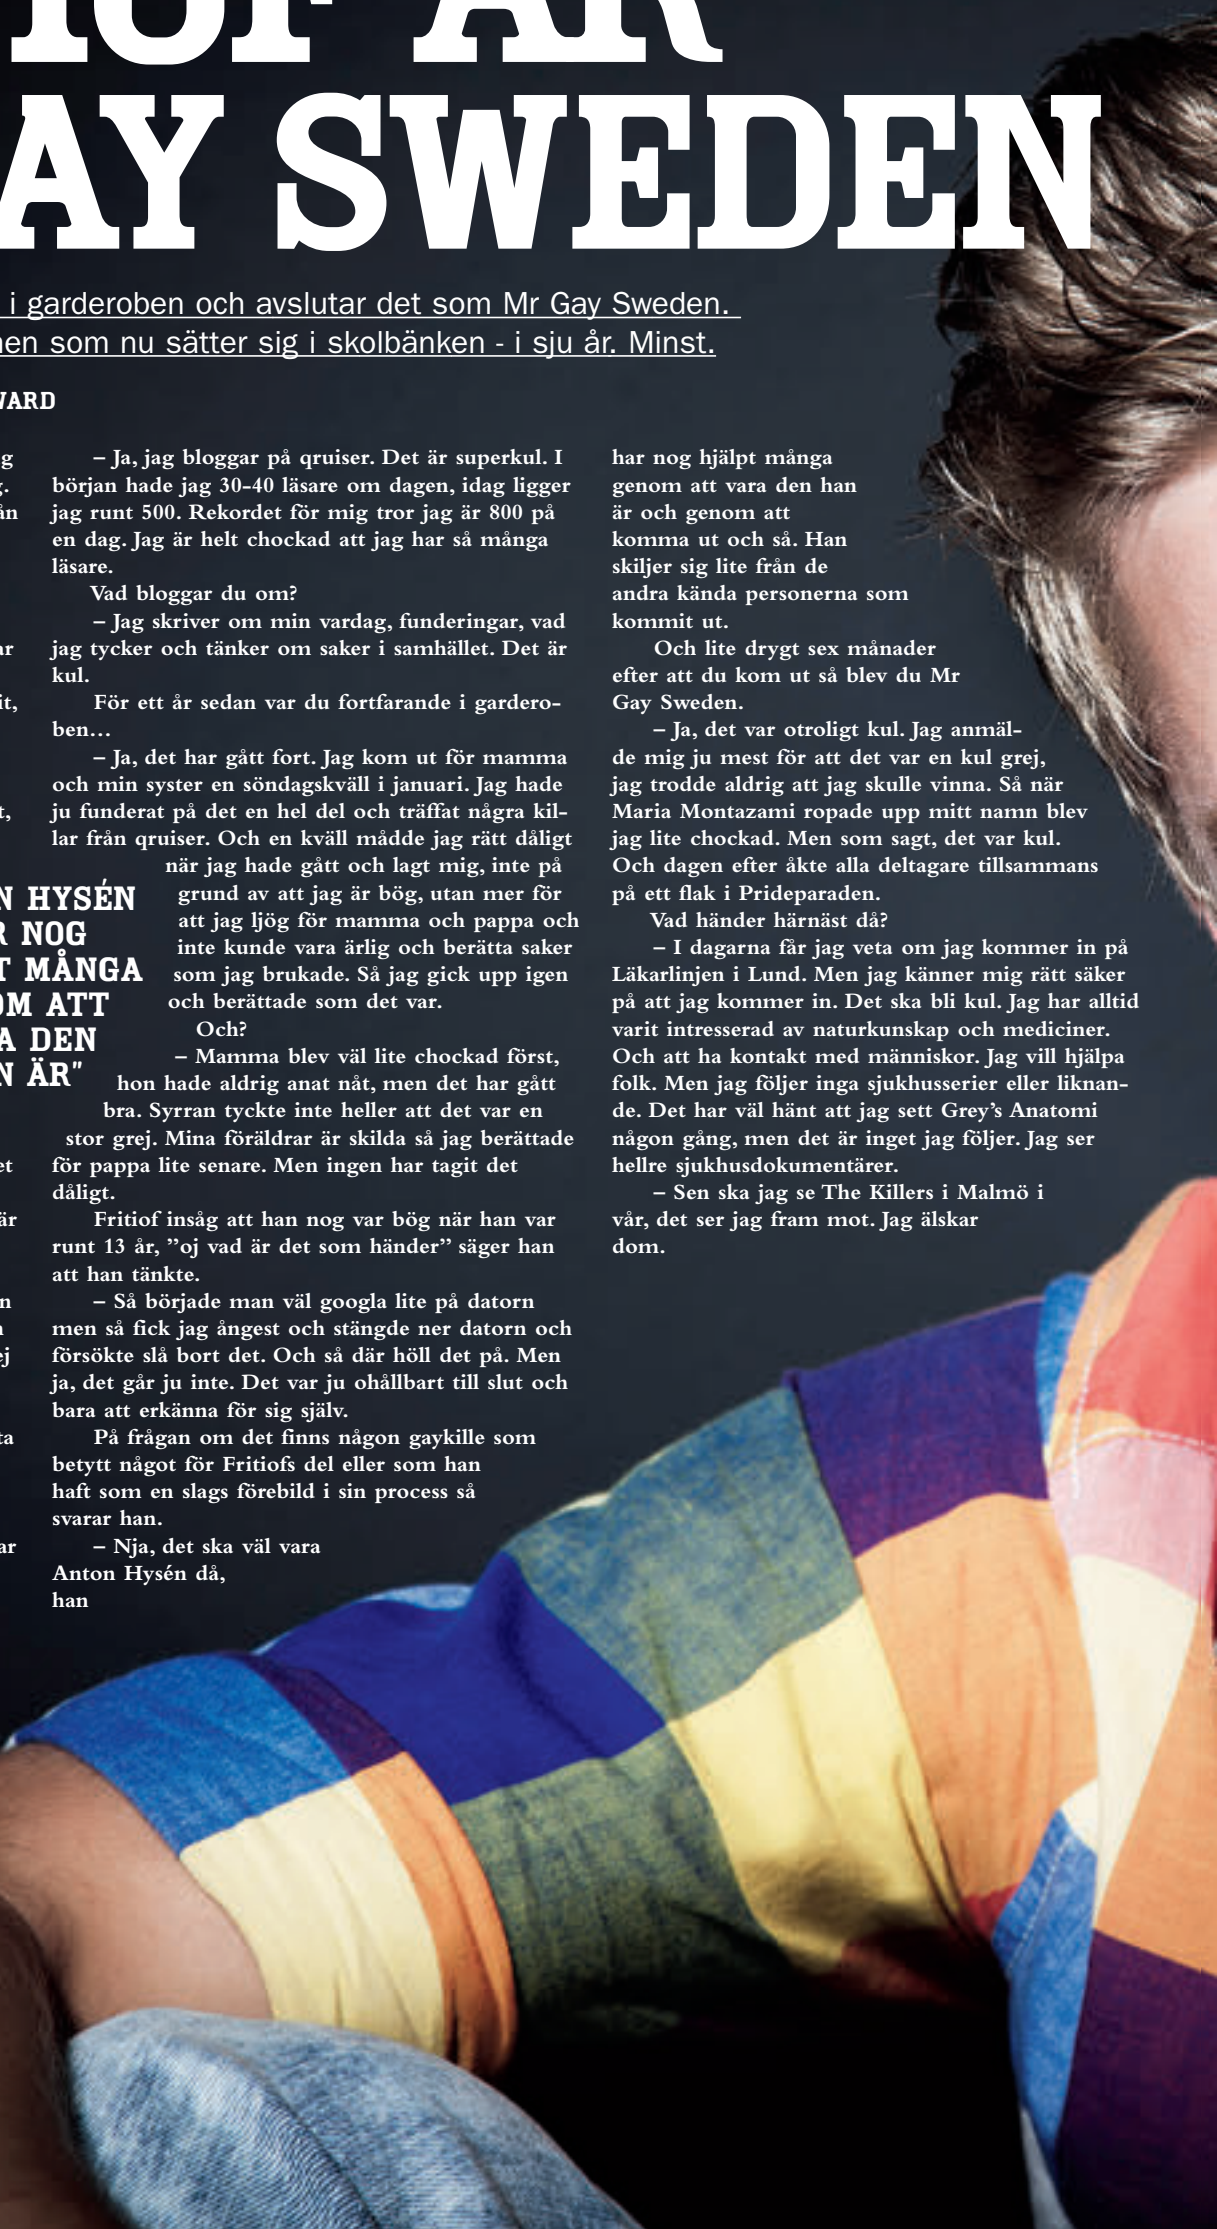 TIOF ÄR
AY SWEDEN
i garderoben och avslutar det som Mr Gay Sweden.
en som nu sätter sig i skolbänken - i sju år. Minst.
WARD
g
g.
ån
ar
it,
t,
N HYSÉN
R NOG
T MÅNGA
OM ATT
A DEN
N ÄR"
et
är
n
n
ej
ta
ar
– Ja, jag bloggar på qruiser. Det är superkul. I
början hade jag 30-40 läsare om dagen, idag ligger
jag runt 500. Rekordet för mig tror jag är 800 på
en dag. Jag är helt chockad att jag har så många
läsare.
Vad bloggar du om?
– Jag skriver om min vardag, funderingar, vad
jag tycker och tänker om saker i samhället. Det är
kul.
För ett år sedan var du fortfarande i gardero-
ben…
– Ja, det har gått fort. Jag kom ut för mamma
och min syster en söndagskväll i januari. Jag hade
ju funderat på det en hel del och träffat några kil-
lar från qruiser. Och en kväll mådde jag rätt dåligt
när jag hade gått och lagt mig, inte på
grund av att jag är bög, utan mer för
att jag ljög för mamma och pappa och
inte kunde vara ärlig och berätta saker
som jag brukade. Så jag gick upp igen
och berättade som det var.
Och?
– Mamma blev väl lite chockad först,
hon hade aldrig anat nåt, men det har gått
bra. Syrran tyckte inte heller att det var en
stor grej. Mina föräldrar är skilda så jag berättade
för pappa lite senare. Men ingen har tagit det
dåligt.
Fritiof insåg att han nog var bög när han var
runt 13 år, ”oj vad är det som händer” säger han
att han tänkte.
– Så började man väl googla lite på datorn
men så fick jag ångest och stängde ner datorn och
försökte slå bort det. Och så där höll det på. Men
ja, det går ju inte. Det var ju ohållbart till slut och
bara att erkänna för sig själv.
På frågan om det finns någon gaykille som
betytt något för Fritiofs del eller som han
haft som en slags förebild i sin process så
svarar han.
– Nja, det ska väl vara
Anton Hysén då,
han
har nog hjälpt många
genom att vara den han
är och genom att
komma ut och så. Han
skiljer sig lite från de
andra kända personerna som
kommit ut.
Och lite drygt sex månader
efter att du kom ut så blev du Mr
Gay Sweden.
– Ja, det var otroligt kul. Jag anmäl-
de mig ju mest för att det var en kul grej,
jag trodde aldrig att jag skulle vinna. Så när
Maria Montazami ropade upp mitt namn blev
jag lite chockad. Men som sagt, det var kul.
Och dagen efter åkte alla deltagare tillsammans
på ett flak i Prideparaden.
Vad händer härnäst då?
– I dagarna får jag veta om jag kommer in på
Läkarlinjen i Lund. Men jag känner mig rätt säker
på att jag kommer in. Det ska bli kul. Jag har alltid
varit intresserad av naturkunskap och mediciner.
Och att ha kontakt med människor. Jag vill hjälpa
folk. Men jag följer inga sjukhusserier eller liknan-
de. Det har väl hänt att jag sett Grey’s Anatomi
någon gång, men det är inget jag följer. Jag ser
hellre sjukhusdokumentärer.
– Sen ska jag se The Killers i Malmö i
vår, det ser jag fram mot. Jag älskar
dom.